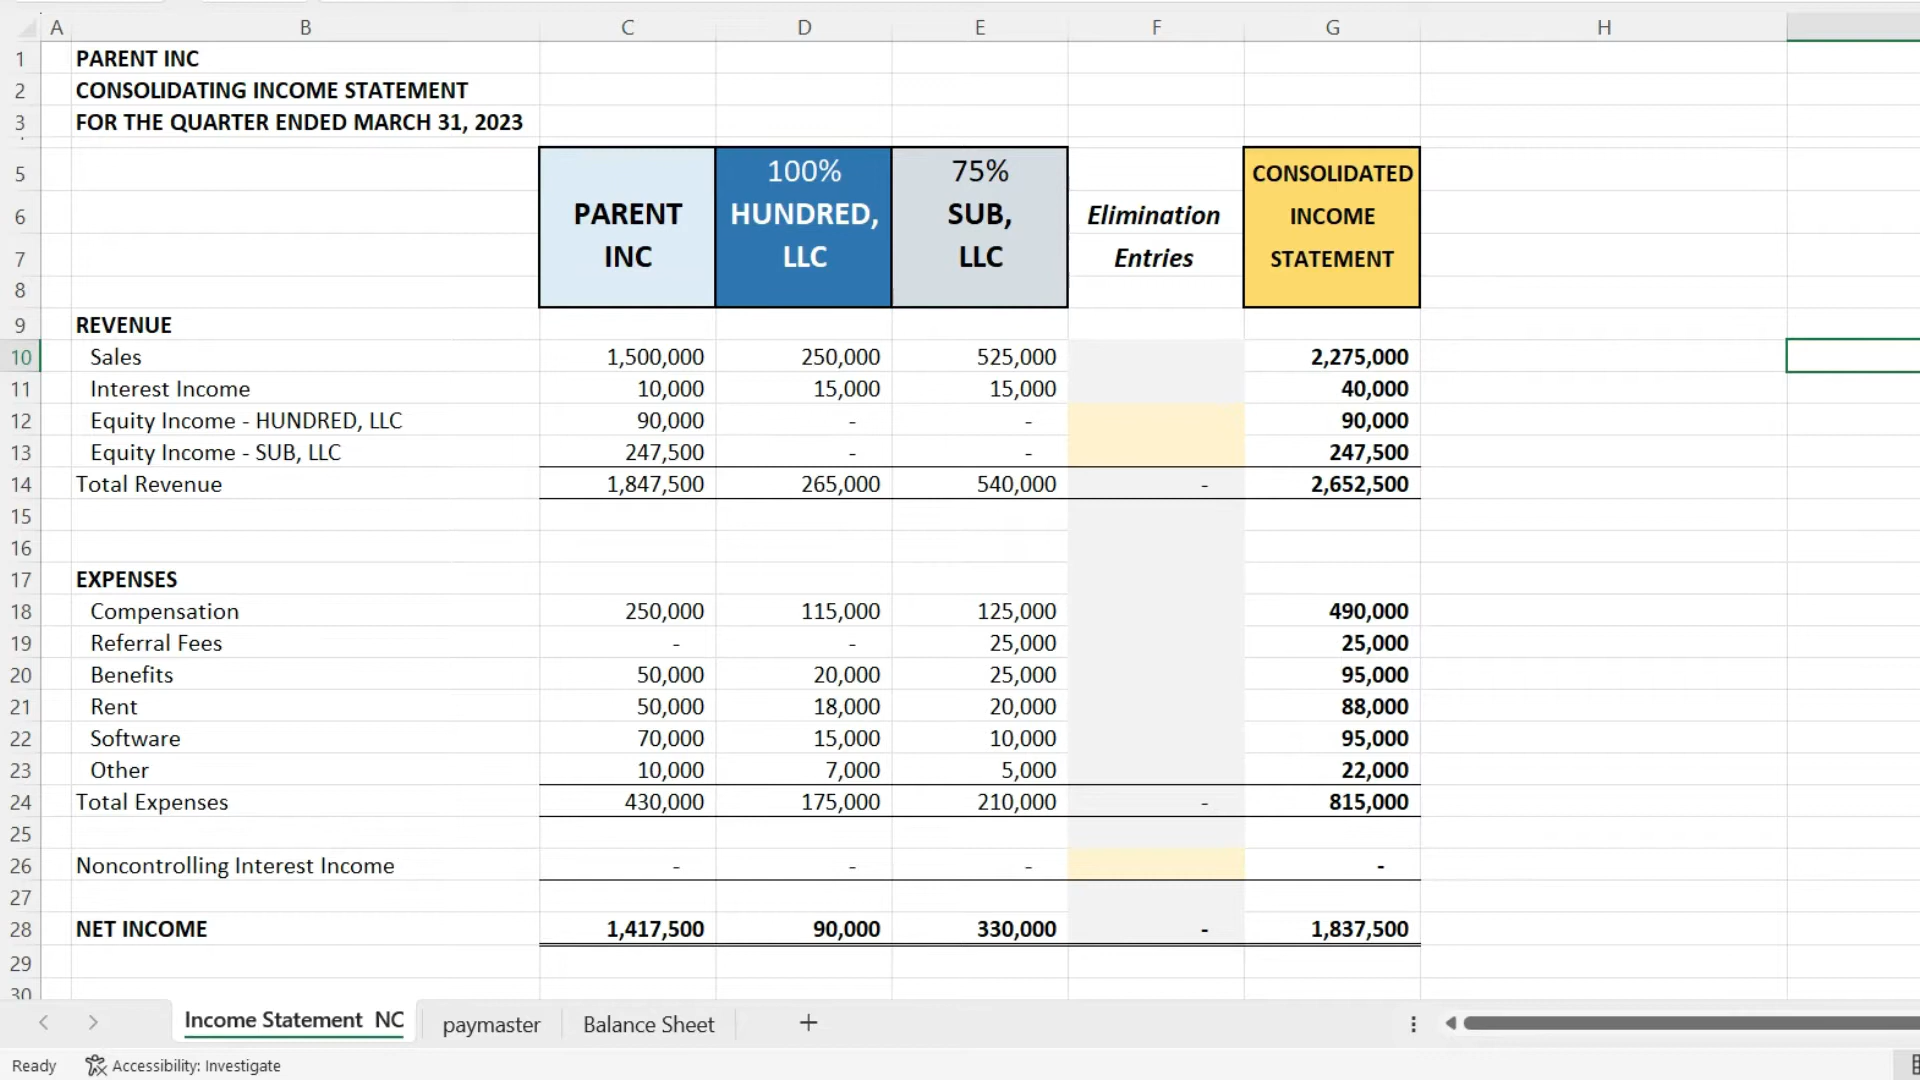 A B C D E F G H
1 PARENT INC
2 CONSOLIDATING INCOME STATEMENT
3 FOR THE QUARTER ENDED MARCH 31, 2023
5 100% 75% CONSOLIDATED
6 PARENT HUNDRED, SUB, Elimination INCOME
7 INC LLC LLC Entries STATEMENT
8
9 REVENUE
10 Sales 1,500,000 250,000 525,000 2,275,000
11 Interest Income 10,000 15,000 15,000 40,000
12 Equity Income - HUNDRED, LLC 90,000 - - 90,000
13 Equity Income - SUB, LLC 247,500 - - 247,500
14 Total Revenue 1,847,500 265,000 540,000 - 2,652,500
15
16
17 EXPENSES
18 Compensation 250,000 115,000 125,000 490,000
19 Referral Fees - - 25,000 25,000
20 Benefits 50,000 20,000 25,000 95,000
21 Rent 50,000 18,000 20,000 88,000
22 Software 70,000 15,000 10,000 95,000
23 Other 10,000 7,000 5,000 22,000
24 Total Expenses 430,000 175,000 210,000 - 815,000
25
26 Noncontrolling Interest Income - - - -
27
28 NET INCOME 1,417,500 90,000 330,000 - 1,837,500
29
30
Income Statement NC paymaster Balance Sheet +
Ready Accessibility: Investigate